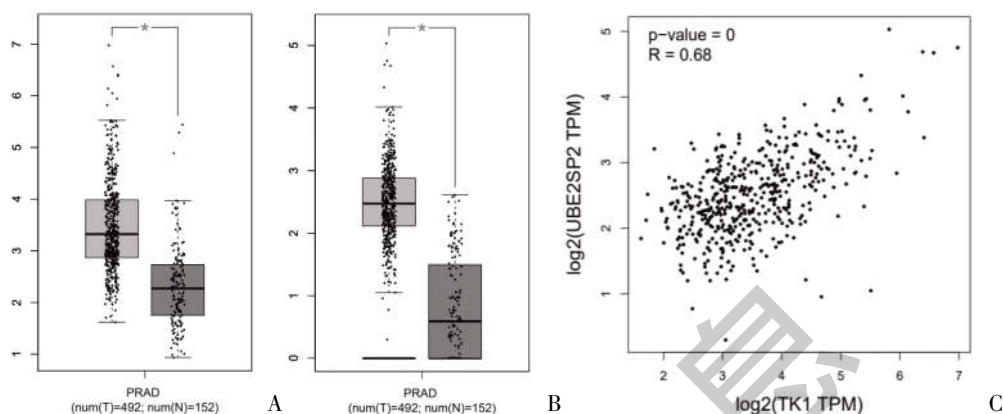 7
6
5
4
3
2
1
*
PRAD
(num(T)=492; num(N)=152)
A
5
4
3
2
1
0
*
PRAD
(num(T)=492; num(N)=152)
B
p-value = 0
R = 0.68
log2(UBE2SP2 TPM)
5
4
3
2
1
2 3 4 5 6 7
log2(TK1 TPM)
C